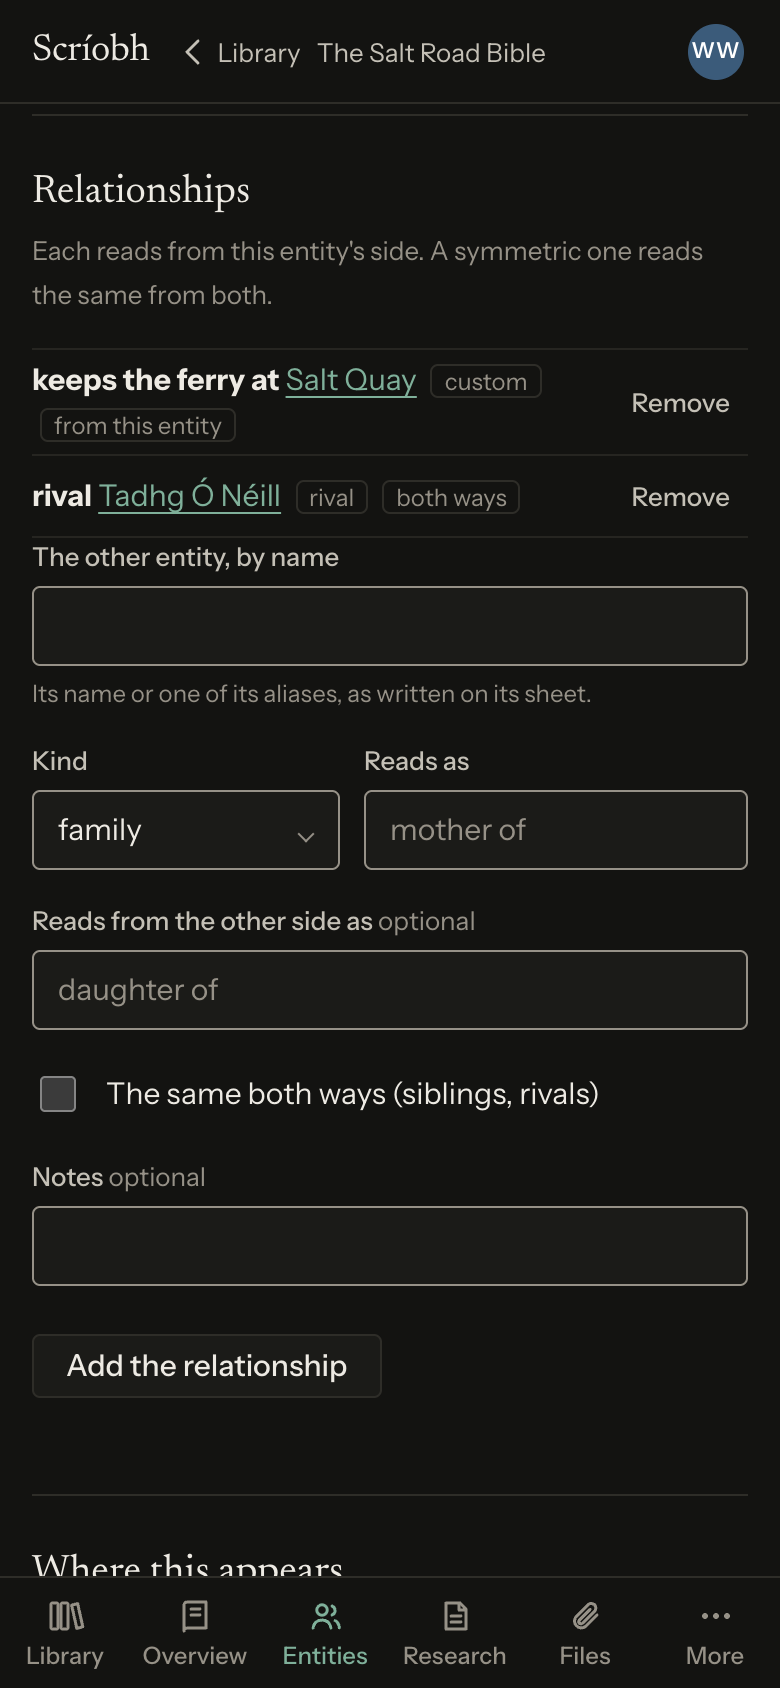 Scríobh
Library The Salt Road Bible
WW
Relationships
Each reads from this entity's side. A symmetric one reads
the same from both.
keeps the ferry at Salt Quay custom
from this entity
Remove
rival Tadhg Ó Néill rival both ways
Remove
The other entity, by name
Its name or one of its aliases, as written on its sheet.
Kind
Reads as
family
mother of
Reads from the other side as optional
daughter of
The same both ways (siblings, rivals)
Notes optional
Add the relationship
Where this appears
Library
Overview
Entities
Research
Files
More